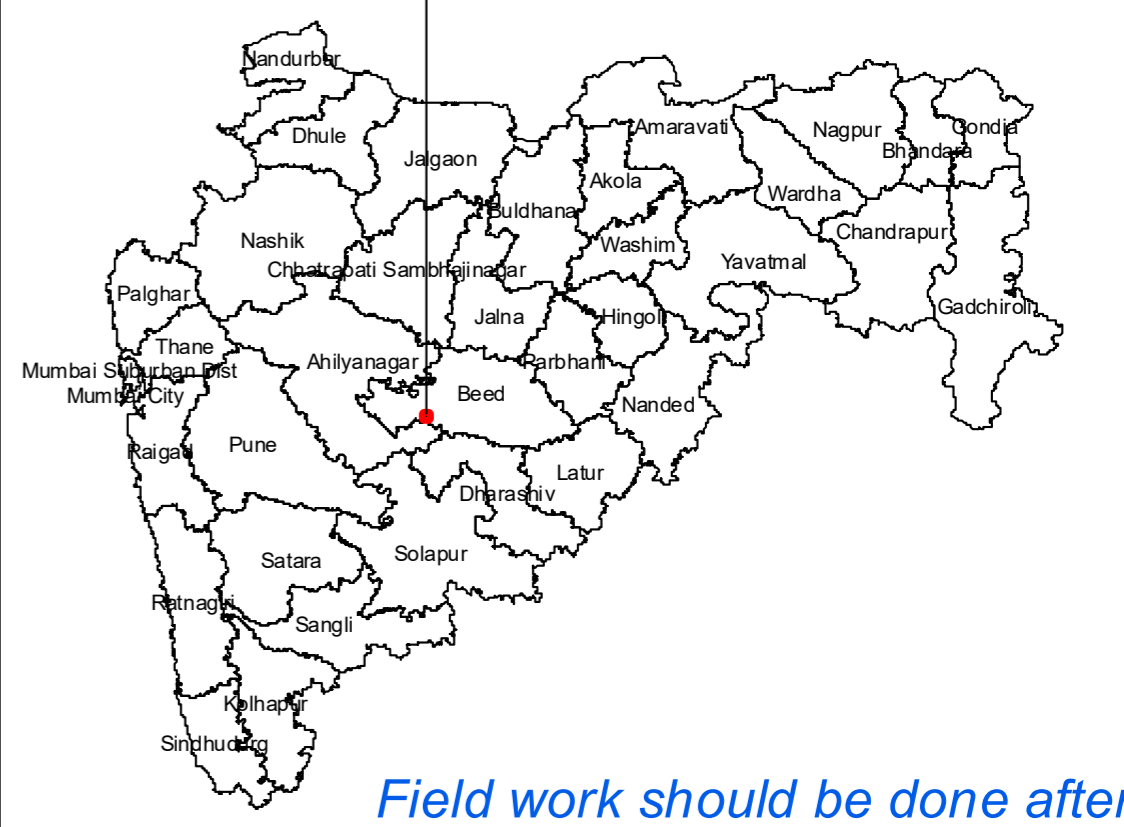 Nandurbar
Dhule
Jalgaon
Amaravati
Nagpur
Gondia
Bhandara
Akola
Wardha
Buldhana
Nashik
Washim
Chandrapur
Chhatrapati Sambhajinagar
Yavatmal
Palghar
Jalna
Hingoli
Gadchiroli
Thane
Ahilyanagar
Parbhani
Mumbai Suburban Dist
Mumbai City
Beed
Nanded
Raigad
Pune
Latur
Dharashiv
Satara
Solapur
Ratnagiri
Sangli
Kolhapur
Sindhudurg
Field work should be done after